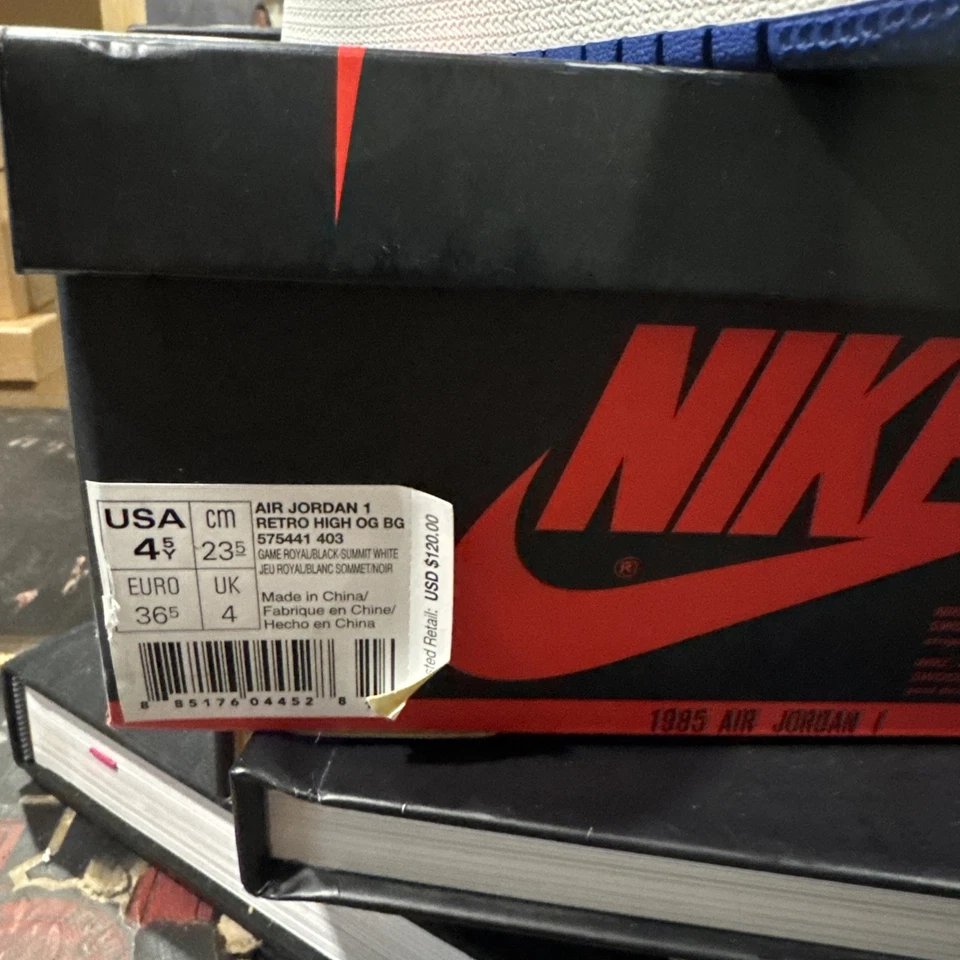 NIKE
®
USA
4 5Y
cm
23 5
EURO
36 5
UK
4
AIR JORDAN 1
RETRO HIGH OG BG
575441 403
GAME ROYAL/BLACK-SUMMIT WHITE
JEU ROYAL/BLANC SOMMET/NOIR
Made in China/
Fabrique en Chine/
Hecho en China
8 85176 04452 8
Retail: USD $120.00
1985 AIR JORDAN 1